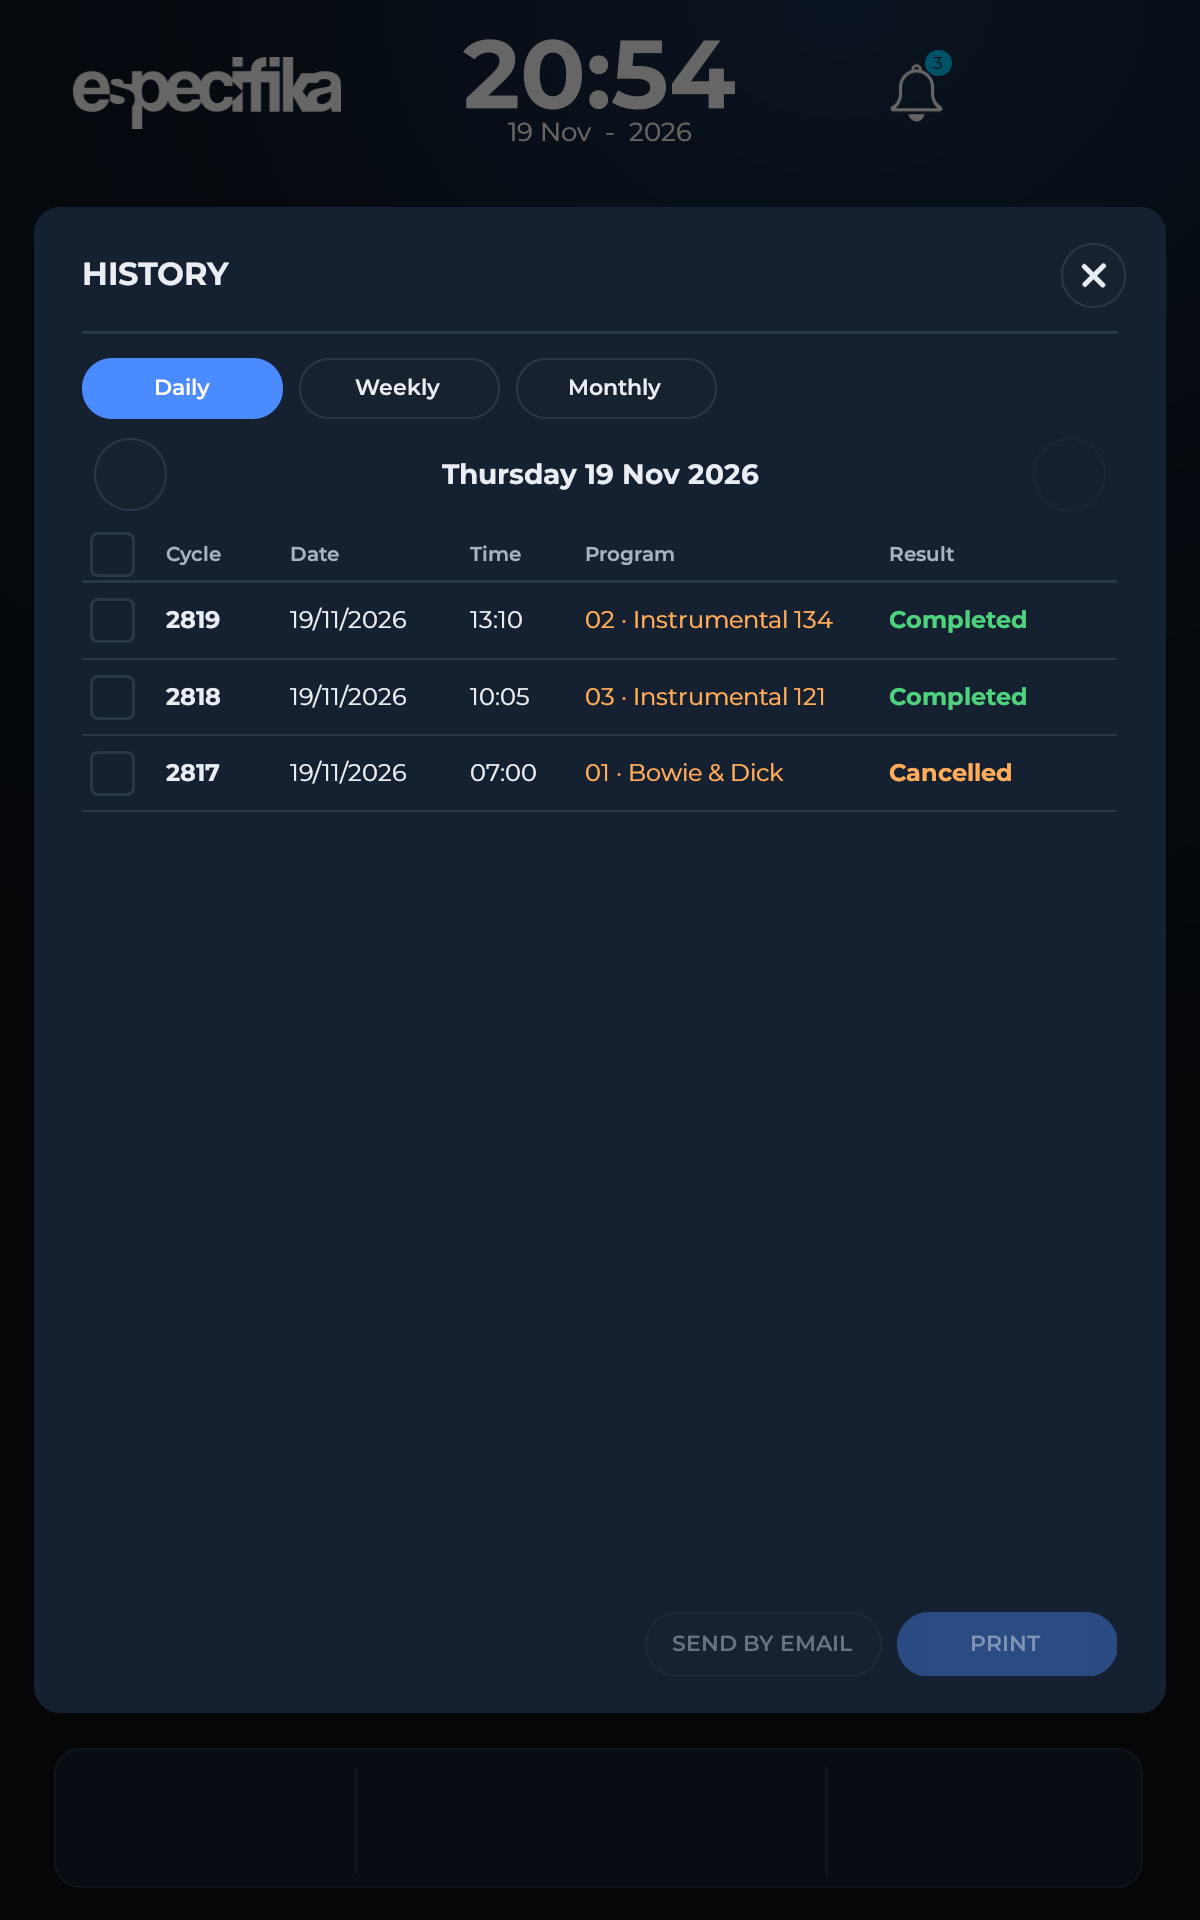 especifika
20:54
19 Nov - 2026
3
HISTORY
Daily Weekly Monthly
Thursday 19 Nov 2026
Cycle Date Time Program Result
2819 19/11/2026 13:10 02 · Instrumental 134 Completed
2818 19/11/2026 10:05 03 · Instrumental 121 Completed
2817 19/11/2026 07:00 01 · Bowie & Dick Cancelled
SEND BY EMAIL PRINT